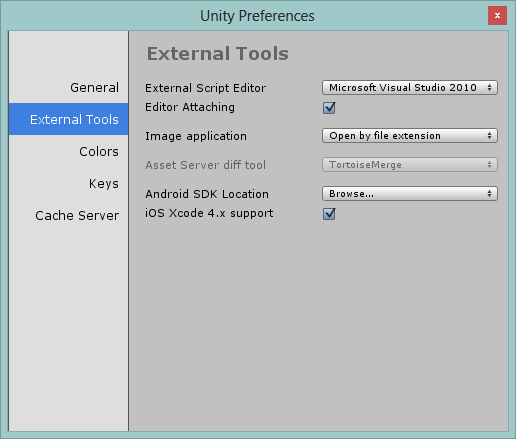 Unity Preferences
x
General
External Tools
Colors
Keys
Cache Server
External Tools
External Script Editor Microsoft Visual Studio 2010
Editor Attaching
Image application Open by file extension
Asset Server diff tool TortoiseMerge
Android SDK Location Browse...
iOS Xcode 4.x support